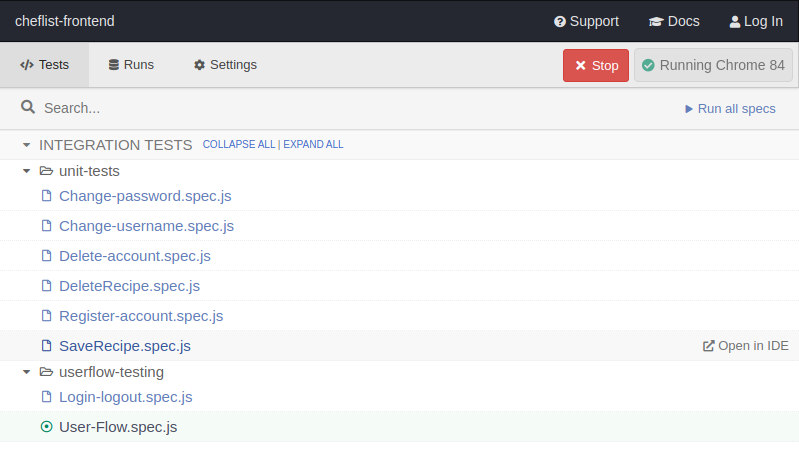 cheflist-frontend Support Docs Log In
Tests Runs Settings Stop Running Chrome 84
Search... Run all specs
INTEGRATION TESTS COLLAPSE ALL | EXPAND ALL
unit-tests
Change-password.spec.js
Change-username.spec.js
Delete-account.spec.js
DeleteRecipe.spec.js
Register-account.spec.js
SaveRecipe.spec.js Open in IDE
userflow-testing
Login-logout.spec.js
User-Flow.spec.js